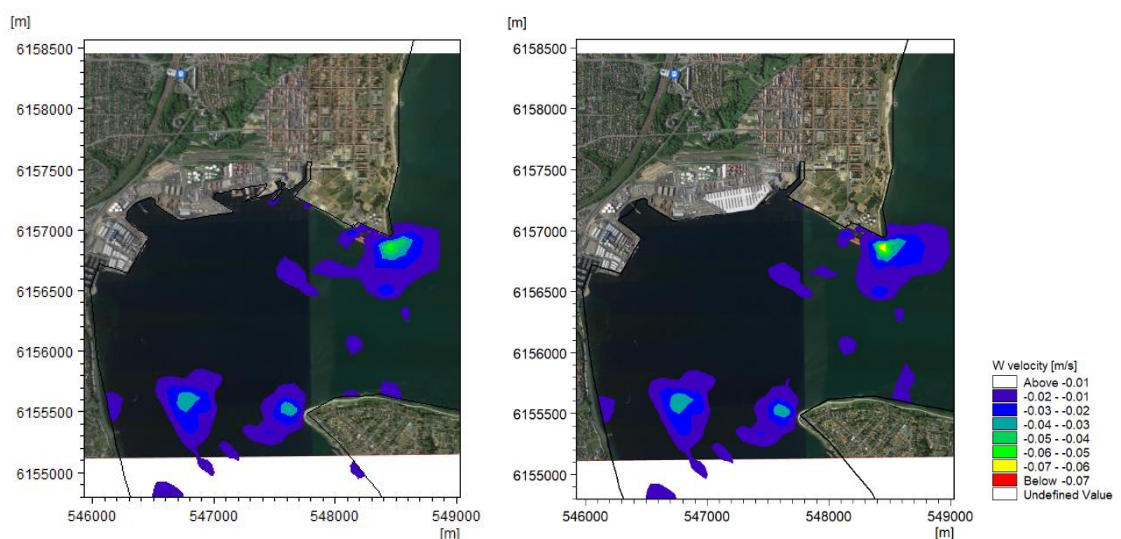 [m]
6158500
6158000
6157500
6157000
6156500
6156000
6155500
6155000
546000 547000 548000 549000
[m]
[m]
6158500
6158000
6157500
6157000
6156500
6156000
6155500
6155000
546000 547000 548000 549000
[m]
W velocity [m/s]
Above -0.01
-0.02 - -0.01
-0.03 - -0.02
-0.04 - -0.03
-0.05 - -0.04
-0.06 - -0.05
-0.07 - -0.06
Below -0.07
Undefined Value